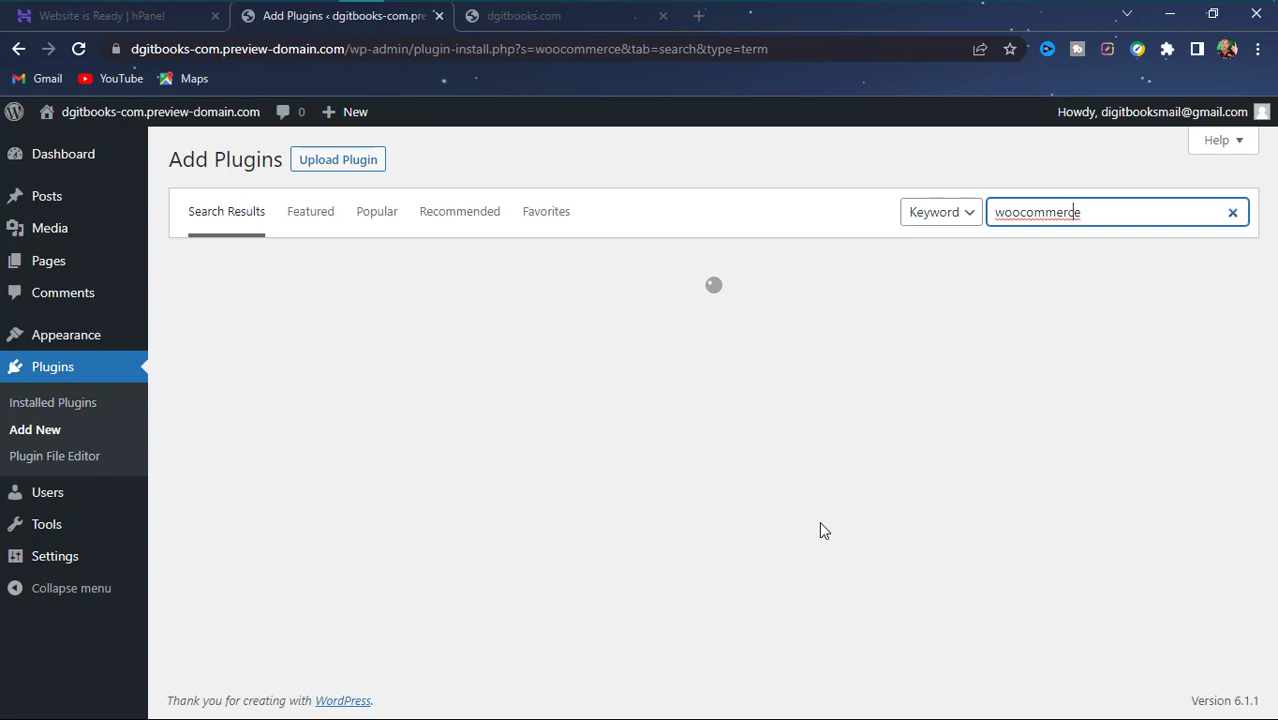 Website is Ready | hPanel
Add Plugins ‹ dgitbooks-com.pre
dgitbooks.com
dgitbooks-com.preview-domain.com/wp-admin/plugin-install.php?s=woocommerce&tab=search&type=term
Gmail
YouTube
Maps
dgitbooks-com.preview-domain.com
0
New
Howdy, dgitbooksmail@gmail.com
Dashboard
Posts
Media
Pages
Comments
Appearance
Plugins
Installed Plugins
Add New
Plugin File Editor
Users
Tools
Settings
Collapse menu
Help
Add Plugins
Upload Plugin
Search Results
Featured
Popular
Recommended
Favorites
Keyword
woocommerce
Thank you for creating with WordPress.
Version 6.1.1